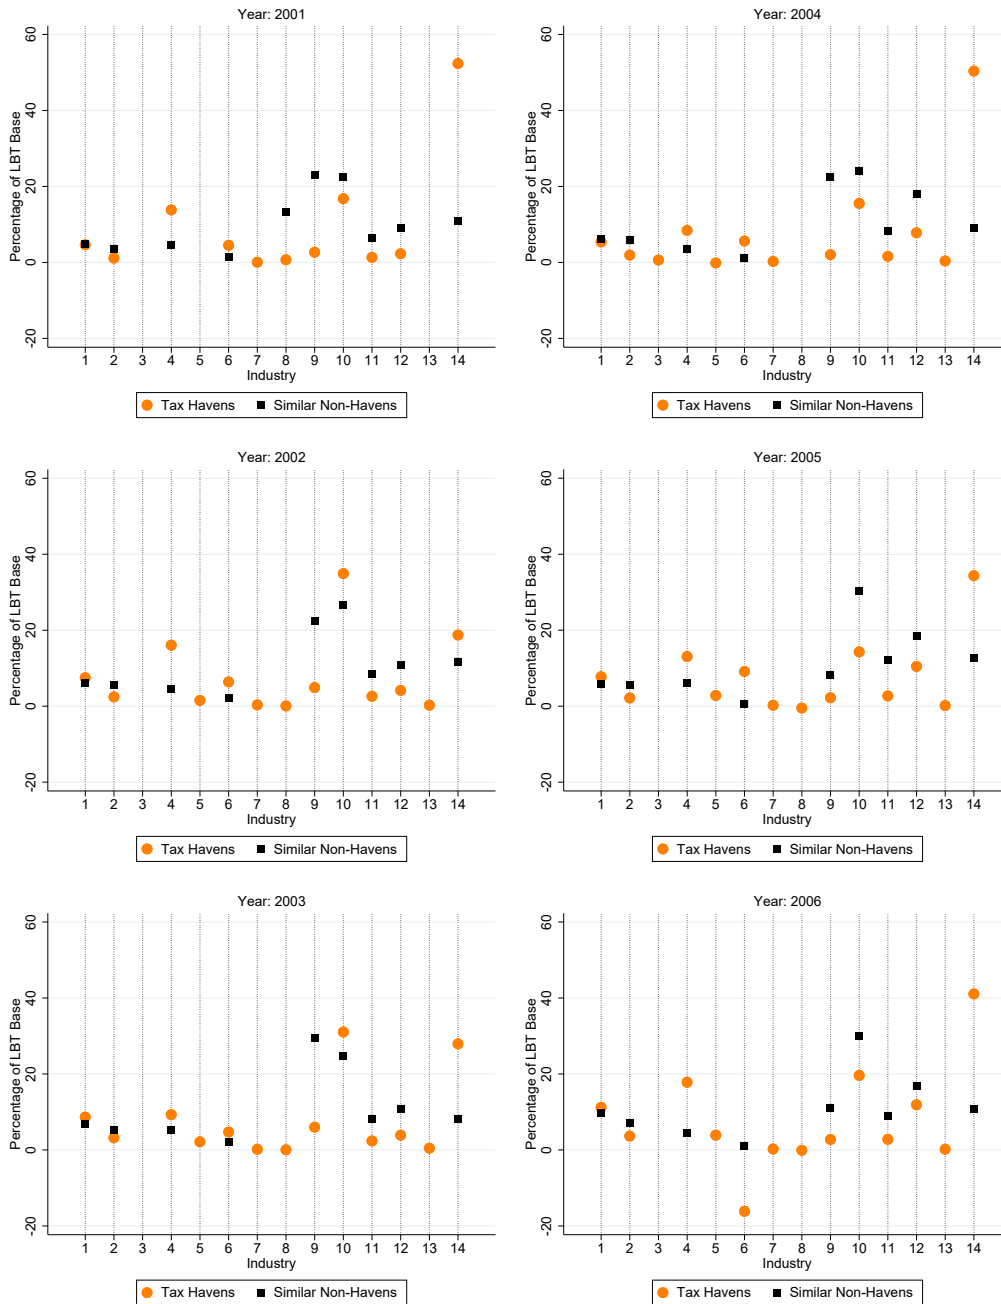 Year: 2001
Percentage of LBT Base
60
40
20
0
-20
1 2 3 4 5 6 7 8 9 10 11 12 13 14
Industry
Tax Havens Similar Non-Havens
Year: 2004
Percentage of LBT Base
60
40
20
0
-20
1 2 3 4 5 6 7 8 9 10 11 12 13 14
Industry
Tax Havens Similar Non-Havens
Year: 2002
Percentage of LBT Base
60
40
20
0
-20
1 2 3 4 5 6 7 8 9 10 11 12 13 14
Industry
Tax Havens Similar Non-Havens
Year: 2005
Percentage of LBT Base
60
40
20
0
-20
1 2 3 4 5 6 7 8 9 10 11 12 13 14
Industry
Tax Havens Similar Non-Havens
Year: 2003
Percentage of LBT Base
60
40
20
0
-20
1 2 3 4 5 6 7 8 9 10 11 12 13 14
Industry
Tax Havens Similar Non-Havens
Year: 2006
Percentage of LBT Base
60
40
20
0
-20
1 2 3 4 5 6 7 8 9 10 11 12 13 14
Industry
Tax Havens Similar Non-Havens